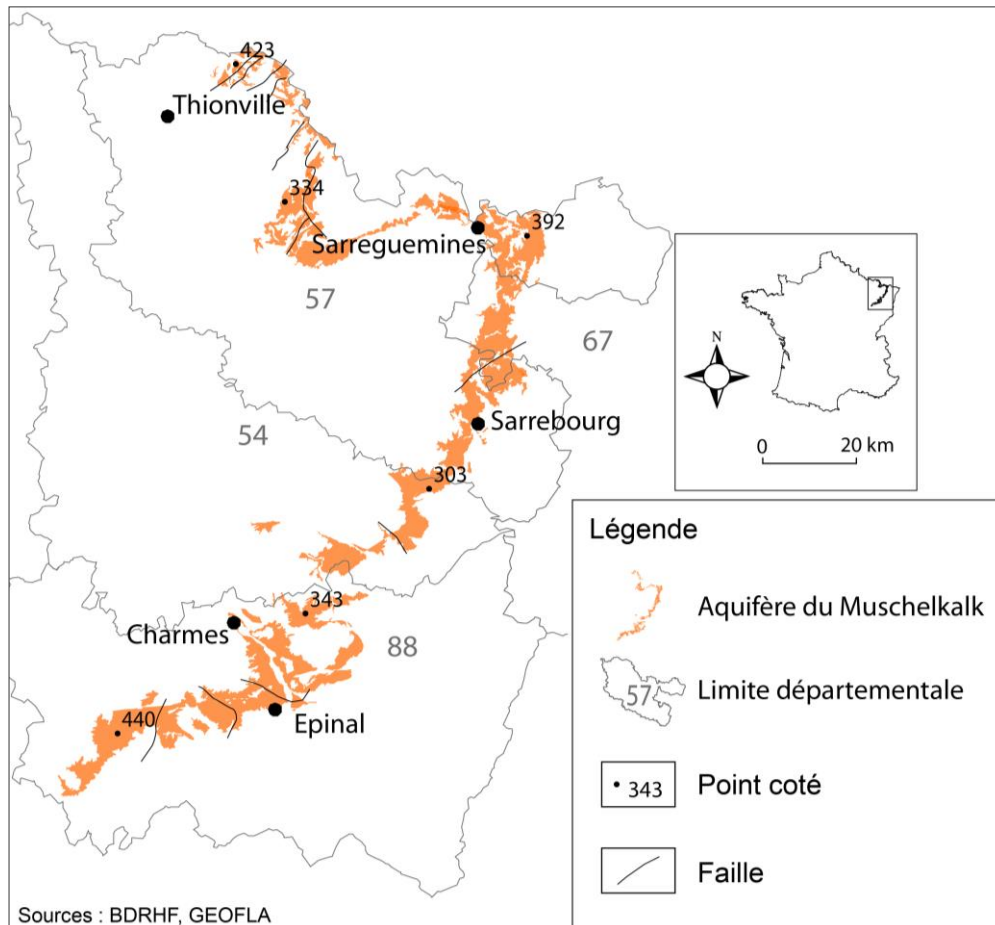 423
Thionville
334
392
Sarreguemines
57
67
N
Sarrebourg
0 20 km
54
303
Légende
Aquifère du Muschelkalk
343
Charmes
88
57
Limite départementale
440
Epinal
343
Point coté
Faille
Sources : BDRHF, GEOFLA